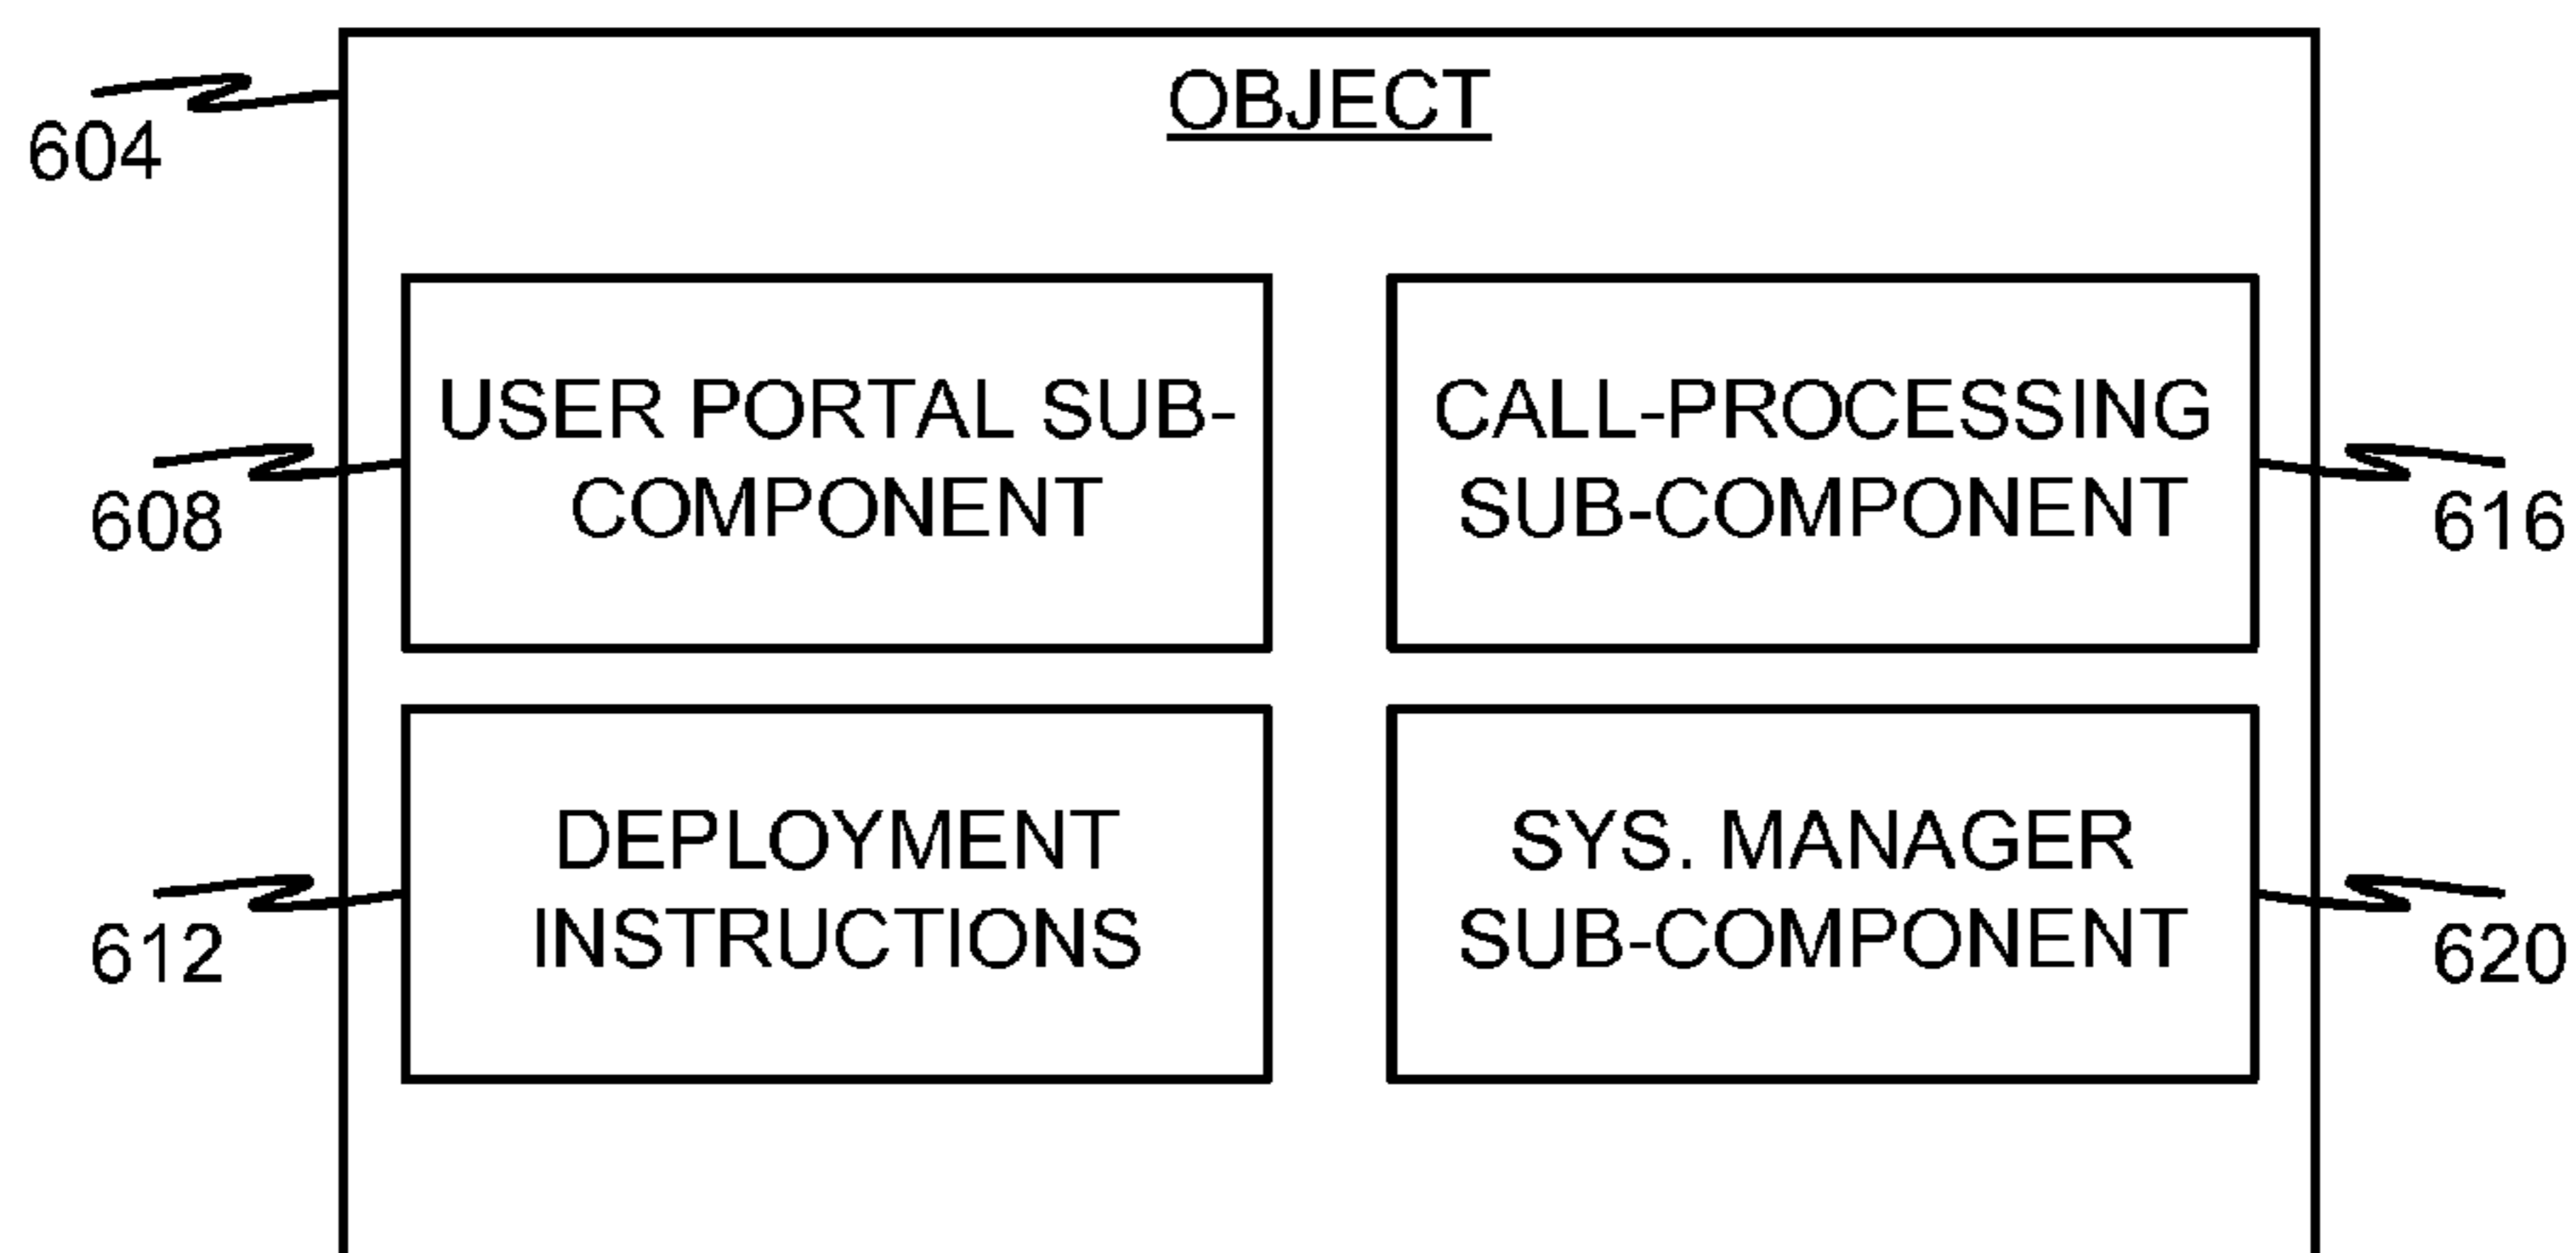 OBJECT
604
USER PORTAL SUB-
COMPONENT
608
CALL-PROCESSING
SUB-COMPONENT
616
DEPLOYMENT
INSTRUCTIONS
612
SYS. MANAGER
SUB-COMPONENT
620